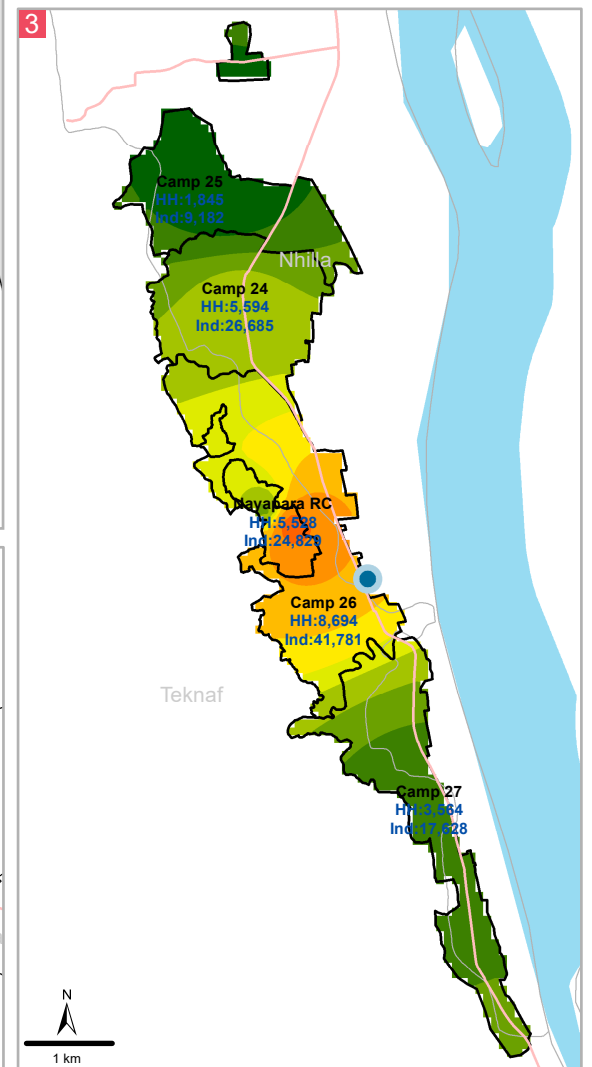 3
Camp 25
HH:1,845
Ind:9,182
Nhilla
Camp 24
HH:5,594
Ind:26,685
Nayapara RC
HH:5,528
Ind:24,829
Camp 26
HH:8,694
Ind:41,781
Teknaf
Camp 27
HH:3,564
Ind:17,628
N
1 km